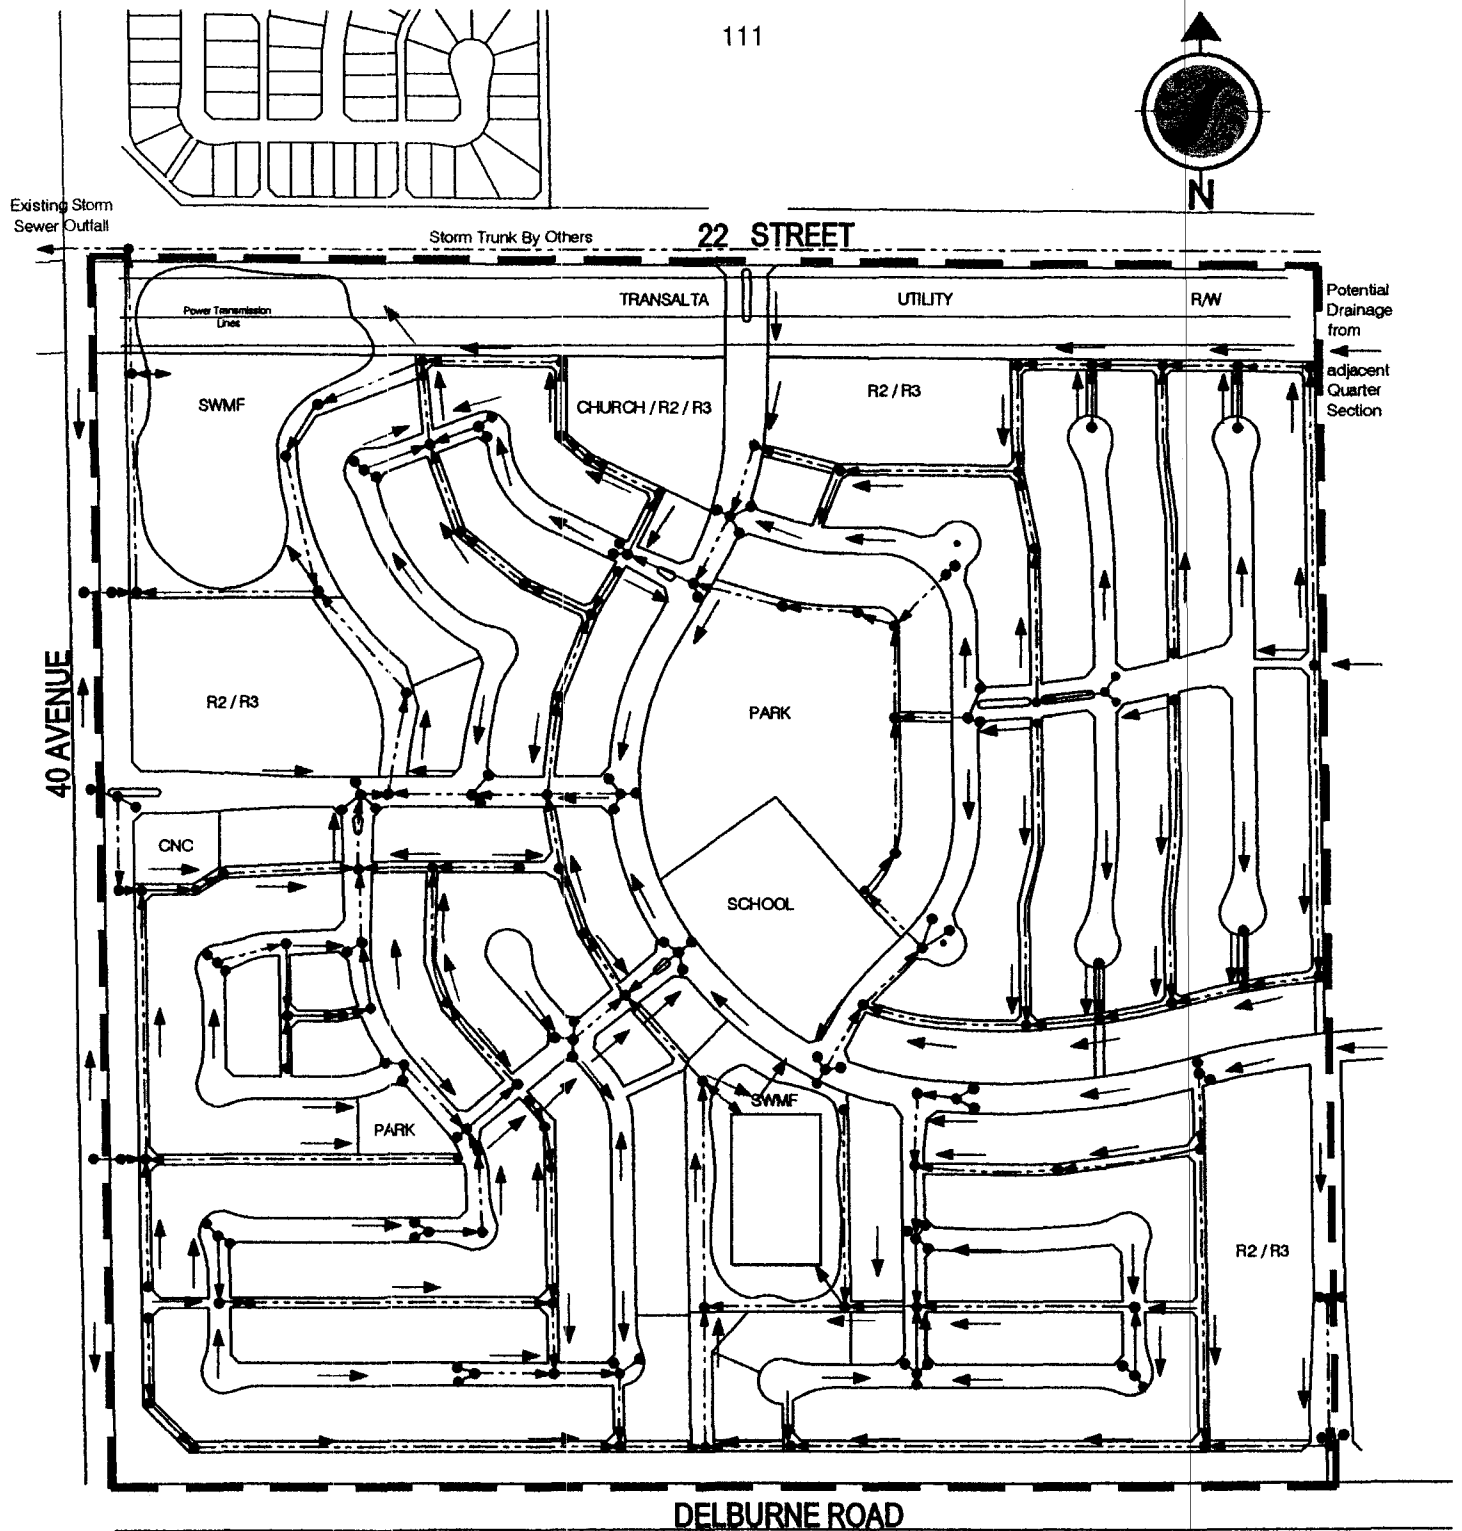 111
N
Existing Storm
Sewer Outfall
Storm Trunk By Others
22 STREET
TRANSALTA
UTILITY
R/W
Power Transmission
Lines
Potential
Drainage
from
adjacent
Quarter
Section
SWMF
CHURCH / R2 / R3
R2 / R3
40 AVENUE
R2 / R3
PARK
CNC
SCHOOL
SWMF
PARK
R2 / R3
DELBURNE ROAD